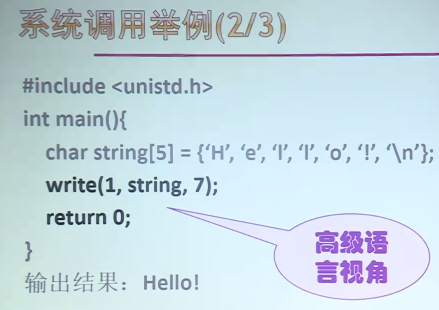 系统调用举例(2/3)
#include <unistd.h>
int main(){
char string[5] = {‘H’, ‘e’, ‘l’, ‘l’, ‘o’, ‘!’, ‘\n’};
write(1, string, 7);
return 0;
}
输出结果：Hello!
高级语
言视角